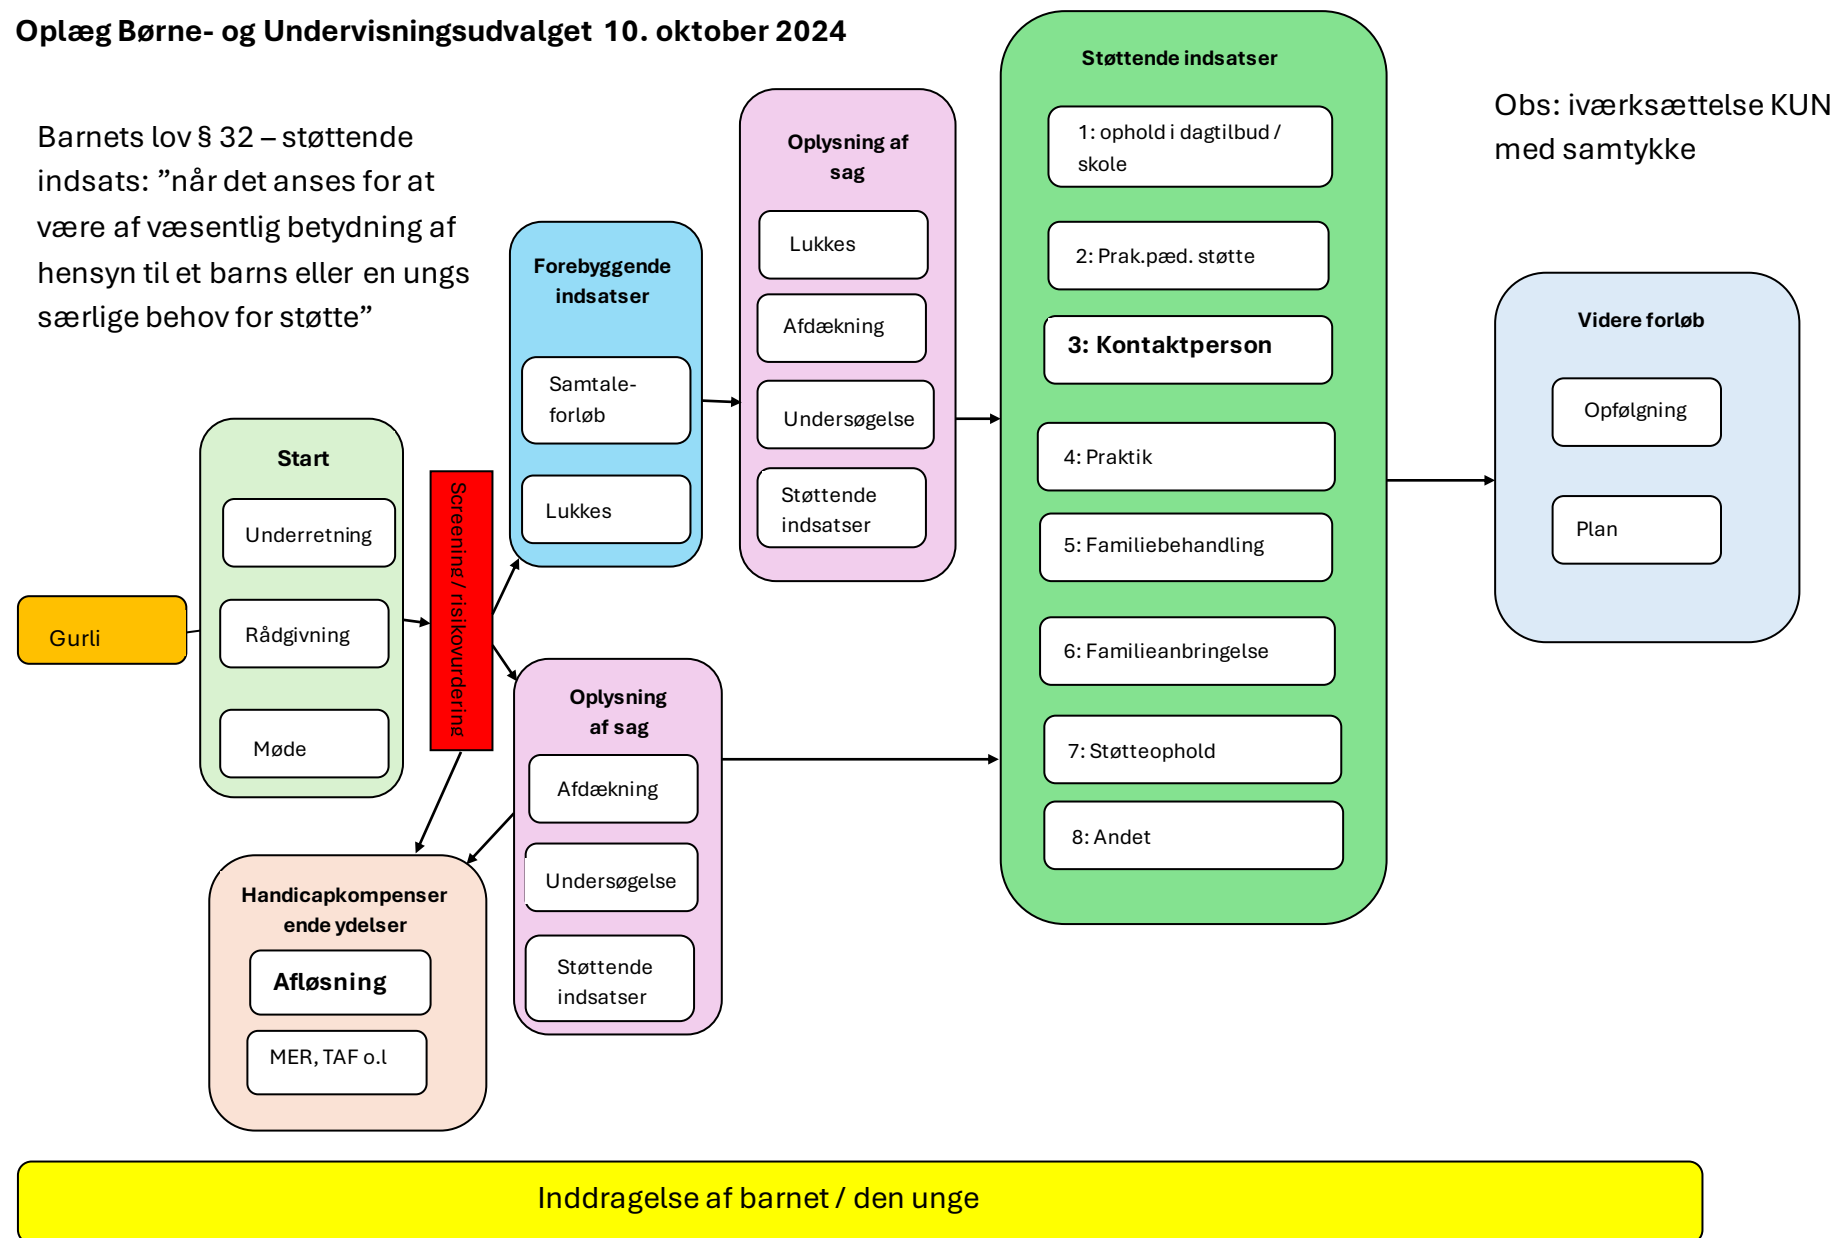 Oplæg Børne- og Undervisningsudvalget 10. oktober 2024
Barnets lov § 32 – støttende
indsats: ”når det anses for at
være af væsentlig betydning af
hensyn til et barns eller en ungs
særlige behov for støtte”
Gurli
Start
Underretning
Rådgivning
Møde
Screening / risikovurdering
Forebyggende
indsatser
Samtale-
forløb
Lukkes
Oplysning af
sag
Lukkes
Afdækning
Undersøgelse
Støttende
indsatser
Oplysning
af sag
Afdækning
Undersøgelse
Støttende
indsatser
Handicapkompenser
ende ydelser
Afløsning
MER, TAF o.l
Støttende indsatser
1: ophold i dagtilbud /
skole
2: Prak.pæd. støtte
3: Kontaktperson
4: Praktik
5: Familiebehandling
6: Familieanbringelse
7: Støtteophold
8: Andet
Obs: iværksættelse KUN
med samtykke
Videre forløb
Opfølgning
Plan
Inddragelse af barnet / den unge